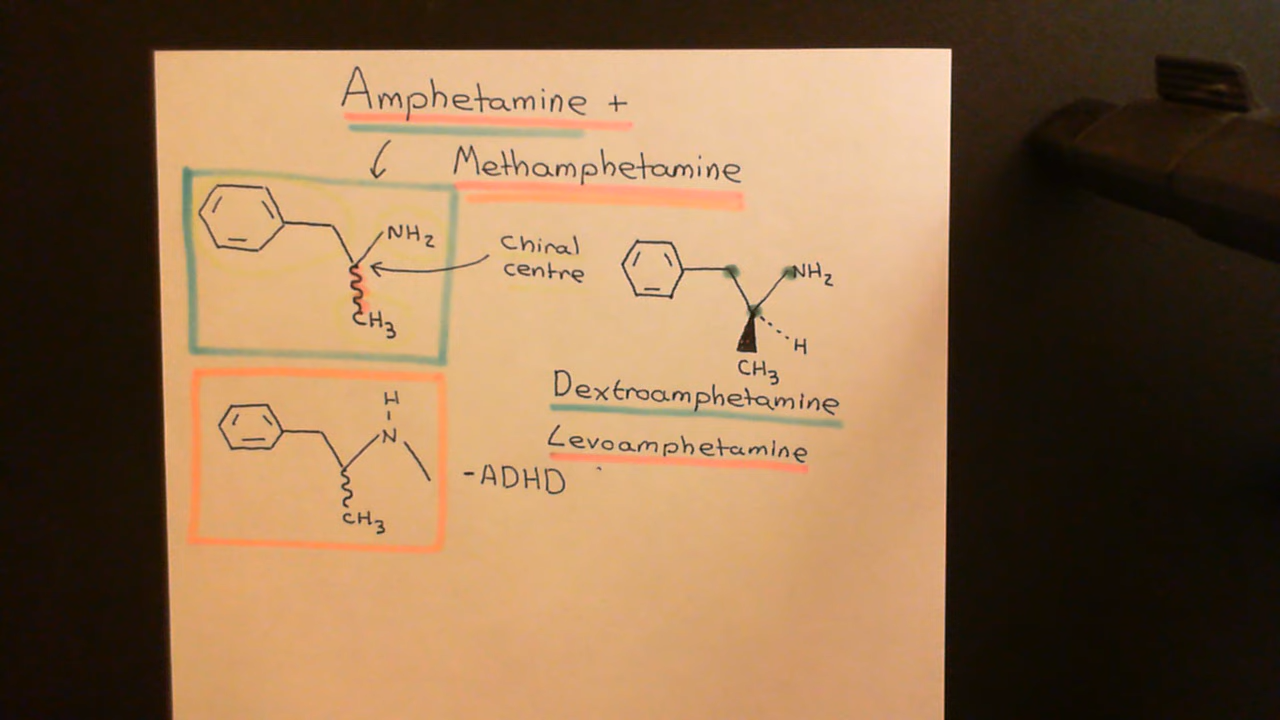 Amphetamine +
Methamphetamine
NH2
Chiral
centre
CH3
NH2
H
CH3
Dextroamphetamine
Levoamphetamine
H
N
CH3
-ADHD